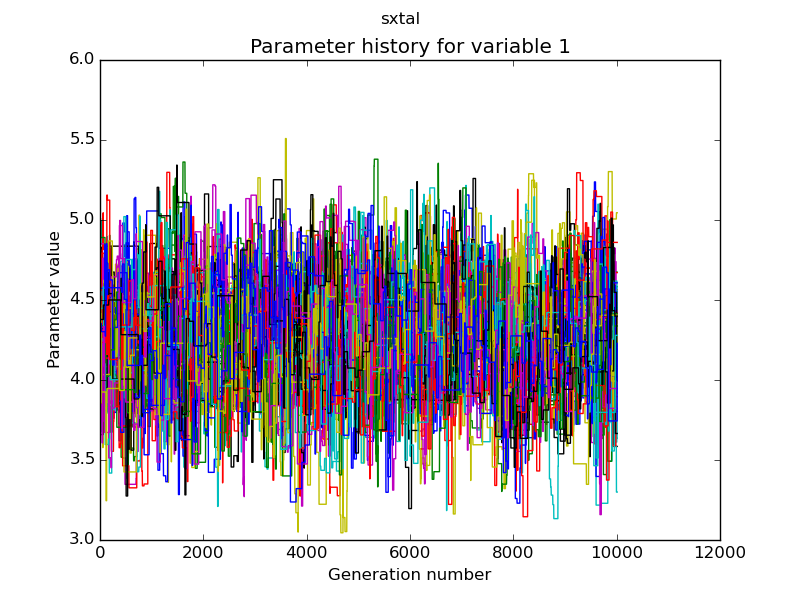 sxtal
Parameter history for variable 1
6.0
5.5
5.0
4.5
4.0
3.5
3.0
Parameter value
0 2000 4000 6000 8000 10000 12000
Generation number